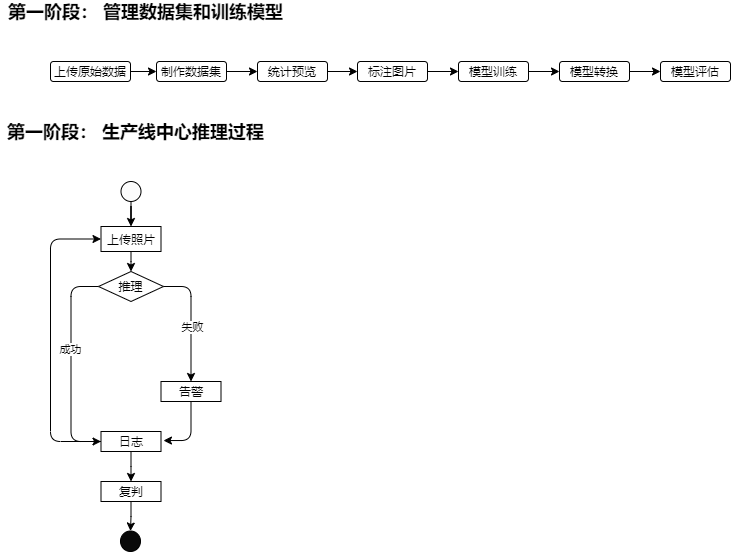 第一阶段： 管理数据集和训练模型
上传原始数据
制作数据集
统计预览
标注图片
模型训练
模型转换
模型评估
第一阶段： 生产线中心推理过程
上传照片
推理
失败
成功
告警
日志
复判